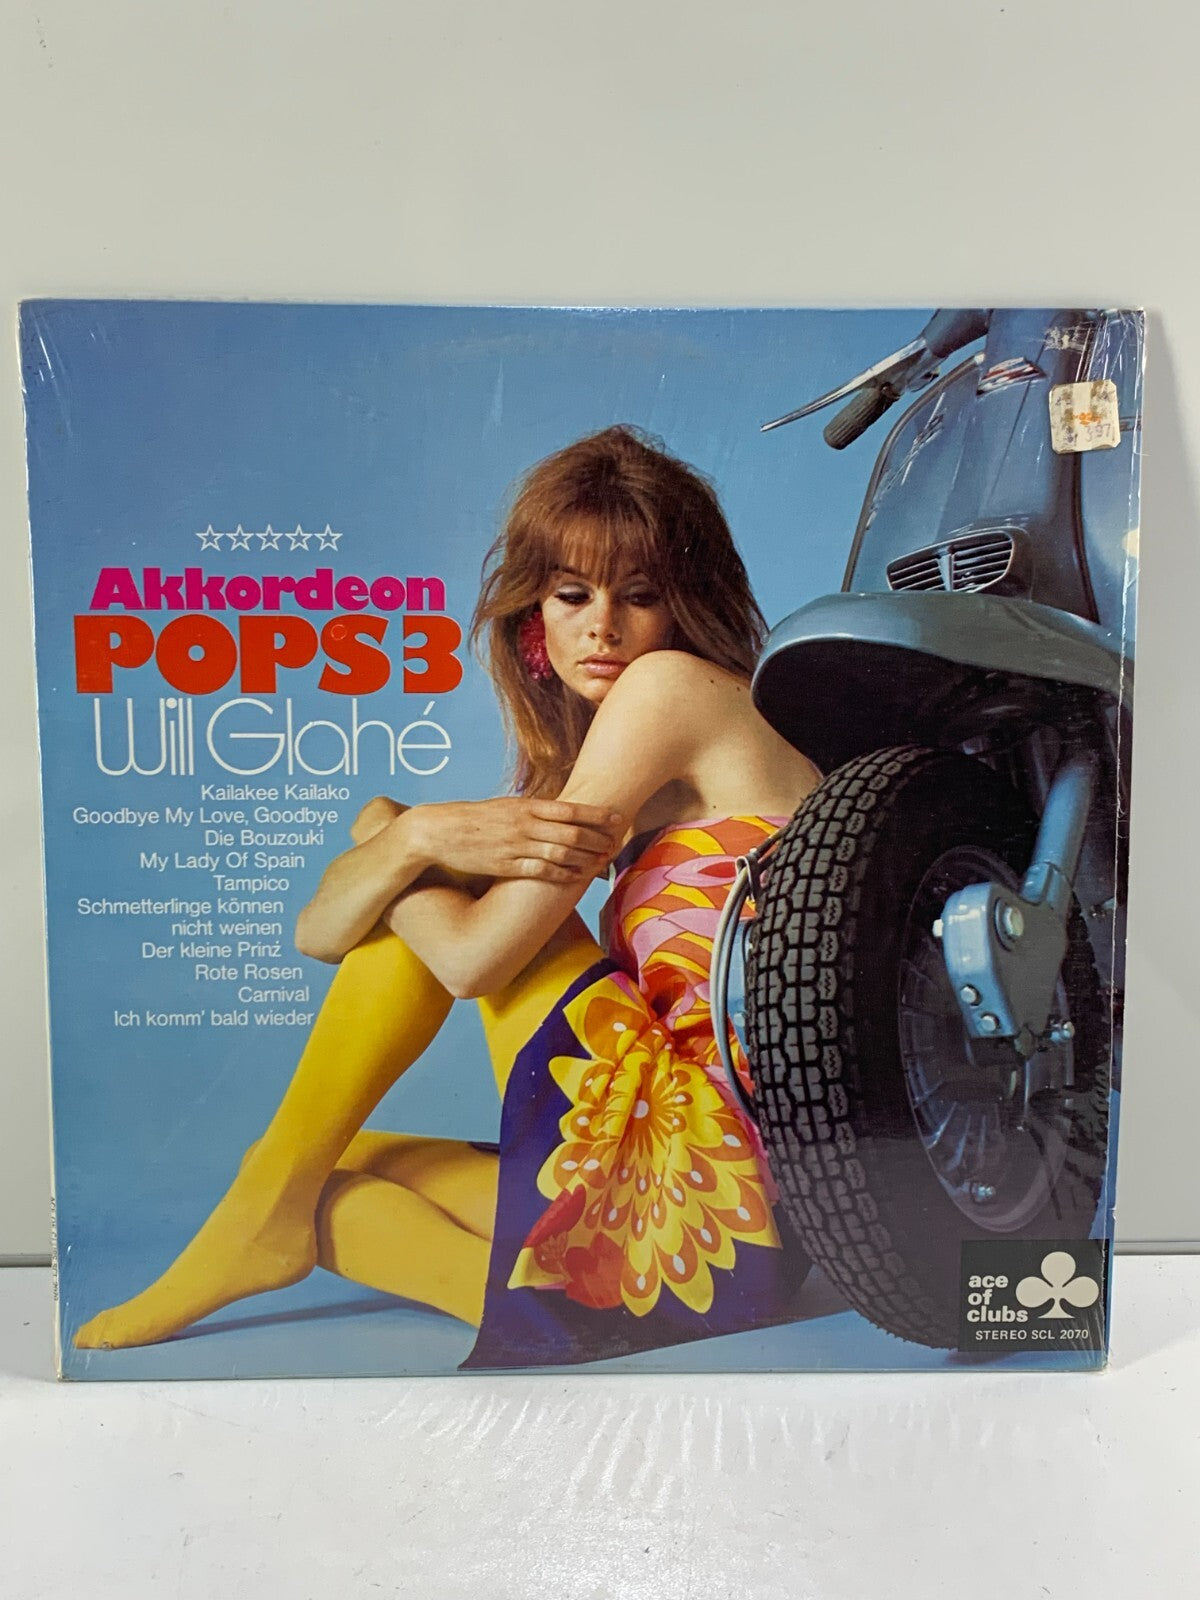 ☆☆☆☆☆
Akkordeon
POPS 3
Will Glahé
Kailakee Kailako
Goodbye My Love, Goodbye
Die Bouzouki
My Lady Of Spain
Tampico
Schmetterlinge können
nicht weinen
Der kleine Prinz
Rote Rosen
Carnival
Ich komm' bald wieder
ace
of
clubs
STEREO SCL 2070